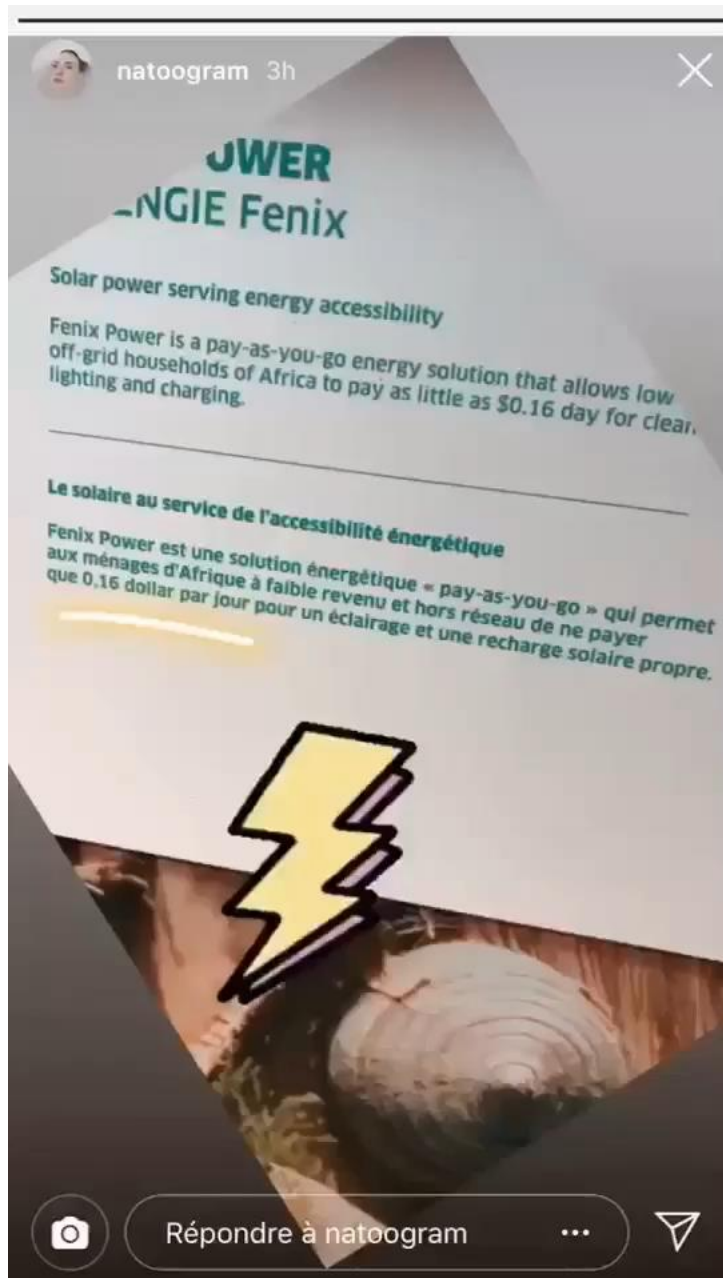 natoogram 3h
OWER
ENGIE Fenix
Solar power serving energy accessibility
Fenix Power is a pay-as-you-go energy solution that allows low
off-grid households of Africa to pay as little as $0.16 day for clean
lighting and charging.
Le solaire au service de l'accessibilité énergétique
Fenix Power est une solution énergétique « pay-as-you-go » qui permet
aux ménages d'Afrique à faible revenu et hors réseau de ne payer
que 0,16 dollar par jour pour un éclairage et une recharge solaire propre.
Répondre à natoogram